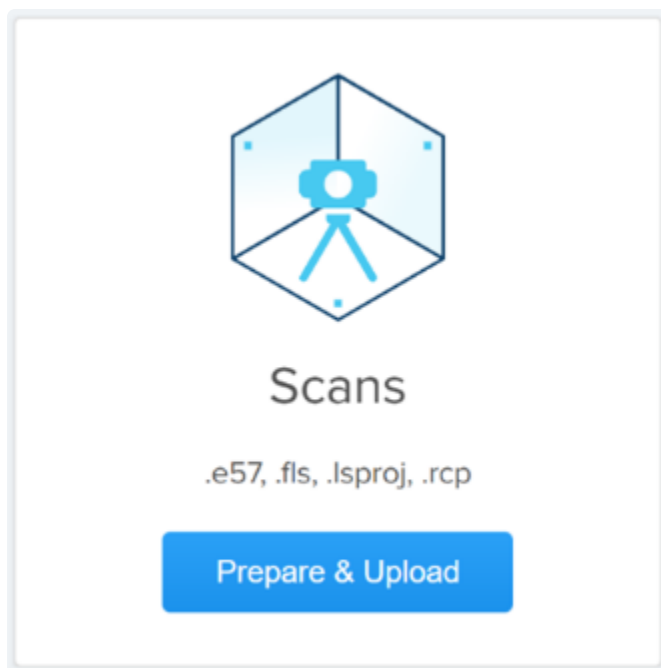 Scans
.e57, .fls, .lsproj, .rcp
Prepare & Upload